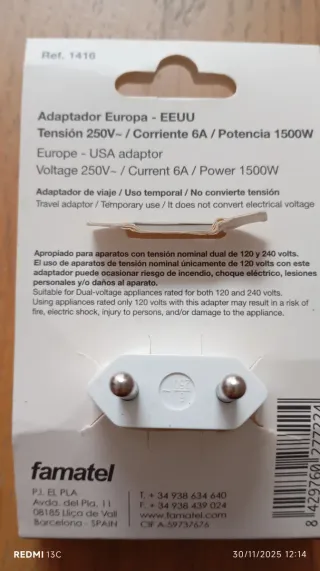 Ref. 1416
Adaptador Europa - EEUU
Tensión 250V~ / Corriente 6A / Potencia 1500W
Europe - USA adaptor
Voltage 250V~ / Current 6A / Power 1500W
Adaptador de viaje / Uso temporal / No convierte tensión
Travel adaptor / Temporary use / It does not convert electrical voltage
Apropiado para aparatos con tensión nominal dual de 120 y 240 volts.
El uso de aparatos de tensión nominal únicamente de 120 volts con este
adaptador puede ocasionar riesgo de incendio, choque eléctrico, lesiones
personales y/o daños al aparato.
Suitable for Dual-voltage appliances rated for both 120 and 240 volts.
Using appliances rated only 120 volts with this adapter may result in a risk of
fire, electric shock, injury to persons, and/or damage to the appliance.
famatel
P.I. EL PLA
Avda. del Pla, 11
08185 Lliça de Vall
Barcelona - SPAIN
T. + 34 938 634 640
F. + 34 938 439 024
www.famatel.com
CIF A-59737676
8 429760 227224
REDMI 13C
30/11/2025 12:14